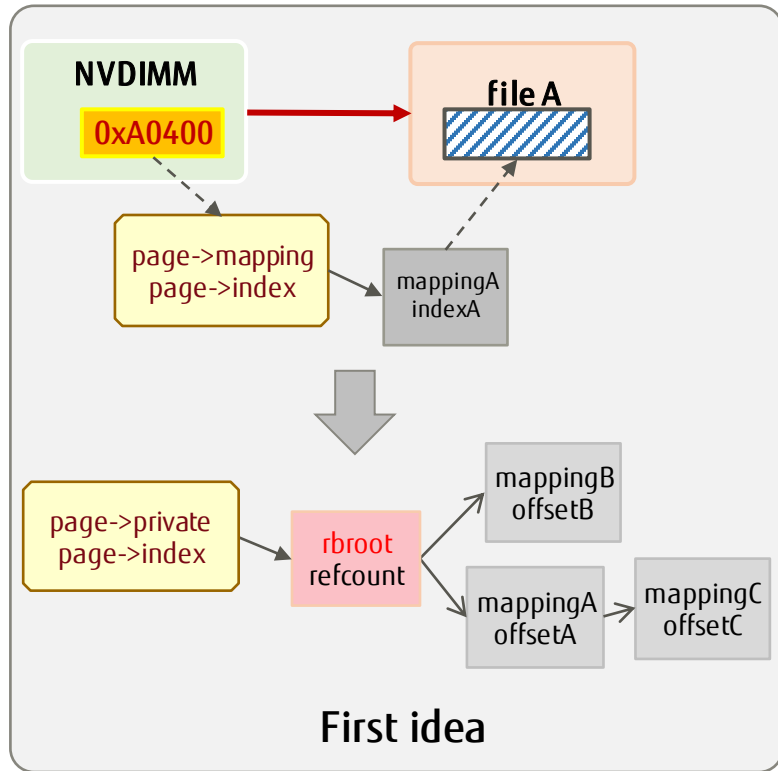 NVDIMM
0xA0400
file A
page->mapping
page->index
mappingA
indexA
page->private
page->index
rbroot
refcount
mappingB
offsetB
mappingA
offsetA
mappingC
offsetC
First idea